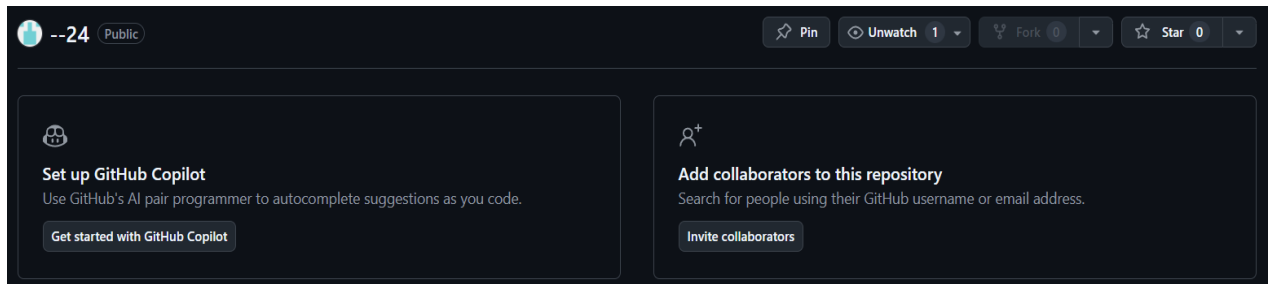 --24 Public Pin Unwatch 1 Fork 0 Star 0
Set up GitHub Copilot
Use GitHub's AI pair programmer to autocomplete suggestions as you code.
Get started with GitHub Copilot
Add collaborators to this repository
Search for people using their GitHub username or email address.
Invite collaborators